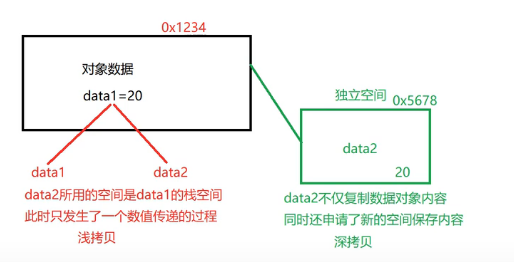 0x1234
对象数据
data1=20
独立空间
0x5678
data2
20
data1
data2
data2所用的空间是data1的栈空间
此时只发生了一个数值传递的过程
浅拷贝
data2不仅复制数据对象内容
同时还申请了新的空间保存内容
深拷贝